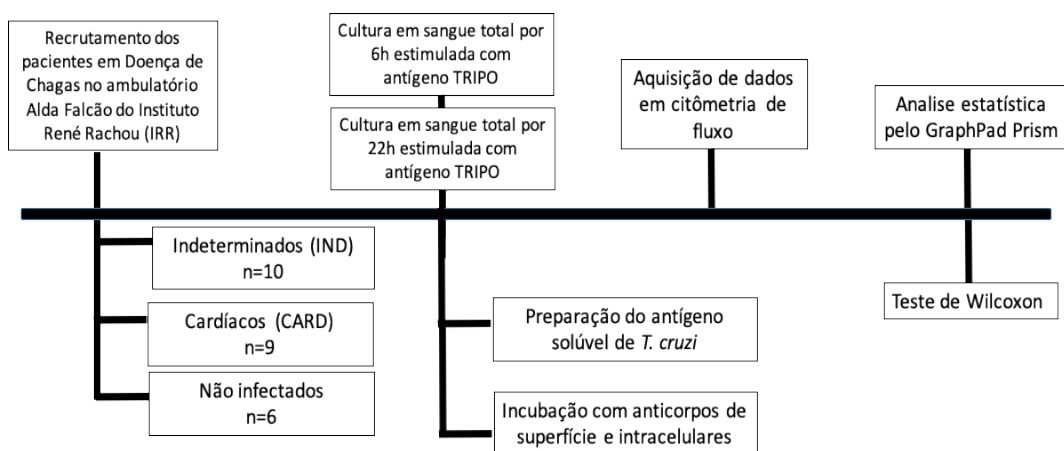 Recrutamento dos
pacientes em Doença de
Chagas no ambulatório
Alda Falcão do Instituto
René Rachou (IRR)
Indeterminados (IND)
n=10
Cardíacos (CARD)
n=9
Não infectados
n=6
Cultura em sangue total por
6h estimulada com
antígeno TRIPO
Cultura em sangue total por
22h estimulada com
antígeno TRIPO
Preparação do antígeno
solúvel de T. cruzi
Incubação com anticorpos de
superfície e intracelulares
Aquisição de dados
em citômetria de
fluxo
Analise estatística
pelo GraphPad Prism
Teste de Wilcoxon